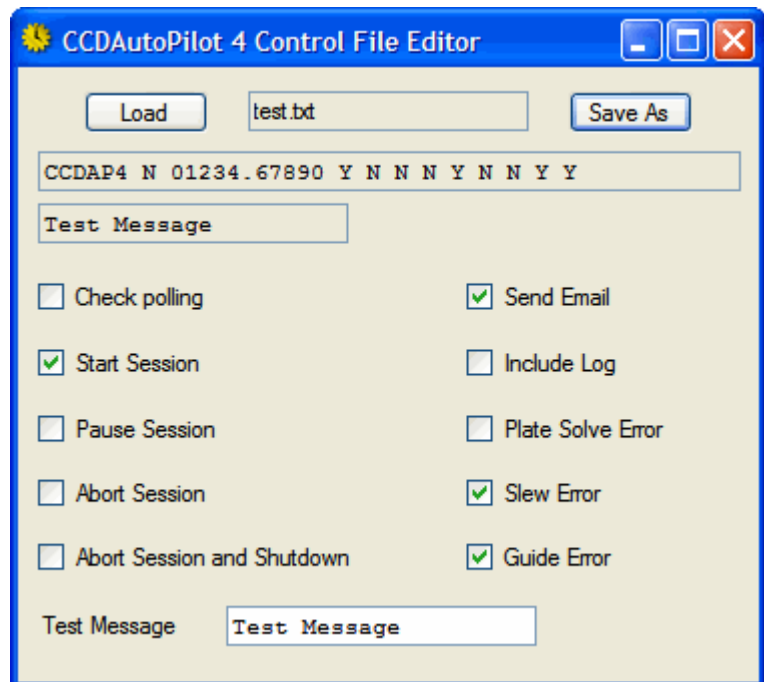 CCDAutoPilot 4 Control File Editor
Load test.txt Save As
CCDAP4 N 01234.67890 Y N N N Y N N Y Y
Test Message
Check polling Send Email
Start Session Include Log
Pause Session Plate Solve Error
Abort Session Slew Error
Abort Session and Shutdown Guide Error
Test Message Test Message